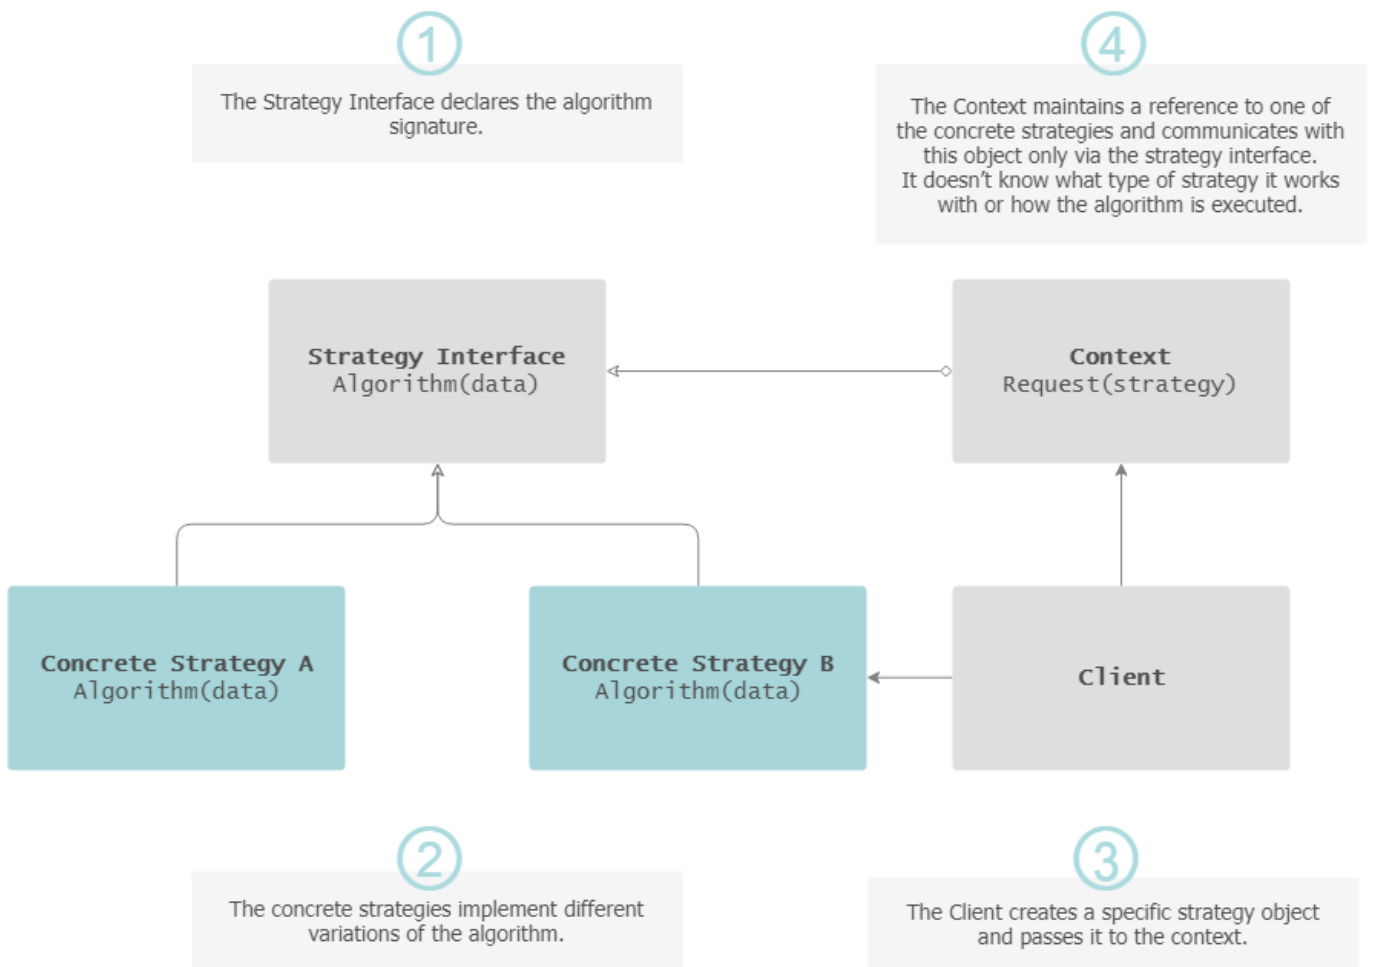 1
The Strategy Interface declares the algorithm
signature.
4
The Context maintains a reference to one of
the concrete strategies and communicates with
this object only via the strategy interface.
It doesn’t know what type of strategy it works
with or how the algorithm is executed.
Strategy Interface
Algorithm(data)
Context
Request(strategy)
Concrete Strategy A
Algorithm(data)
Concrete Strategy B
Algorithm(data)
Client
2
The concrete strategies implement different
variations of the algorithm.
3
The Client creates a specific strategy object
and passes it to the context.